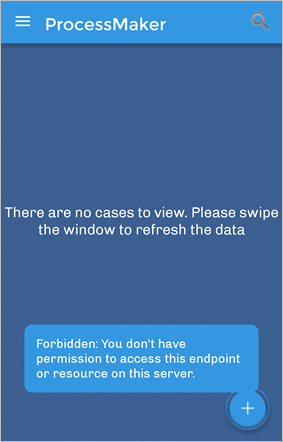 ProcessMaker
There are no cases to view. Please swipe
the window to refresh the data
Forbidden: You don't have
permission to access this endpoint
or resource on this server.